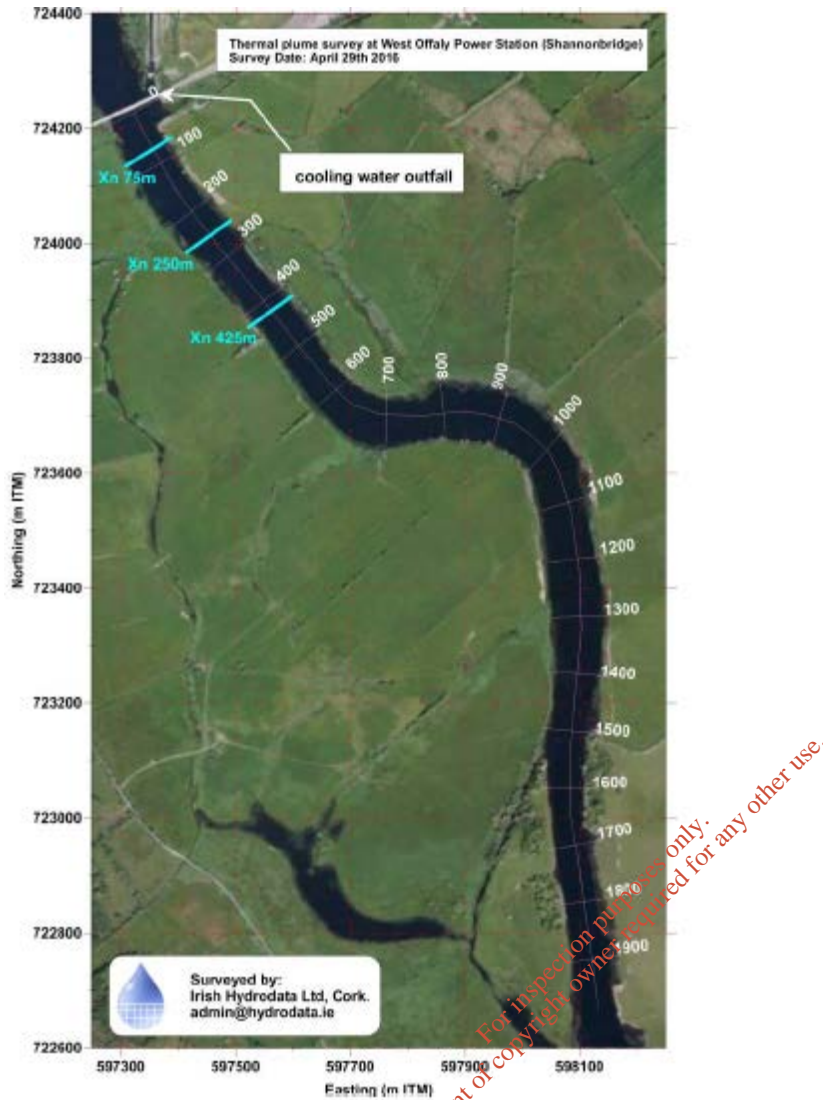 724400
Thermal plume survey at West Offaly Power Station (Shannonbridge)
Survey Date: April 29th 2016
0
724200
100
Xn 75m
cooling water outfall
200
300
724000
Xn 250m
400
500
Xn 425m
600
700
800
900
723800
1000
723600
1100
1200
Northing (m ITM)
723400
1300
1400
723200
1500
1600
723000
1700
1800
722800
1900
Surveyed by:
Irish Hydrodata Ltd, Cork.
admin@hydrodata.ie
722600
597300
597500
597700
597900
598100
Easting (m ITM)
For inspection purposes only.
nt of copyright owner required for any other use.